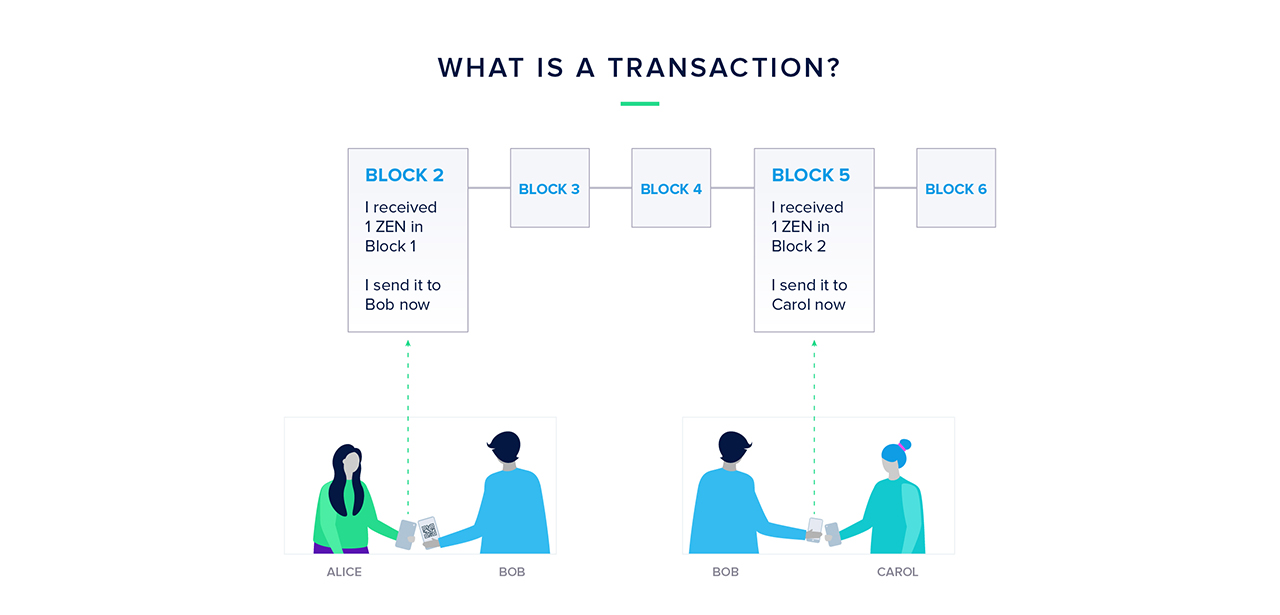 WHAT IS A TRANSACTION?
BLOCK 2
I received
1 ZEN in
Block 1
I send it to
Bob now
BLOCK 3
BLOCK 4
BLOCK 5
I received
1 ZEN in
Block 2
I send it to
Carol now
BLOCK 6
ALICE
BOB
BOB
CAROL